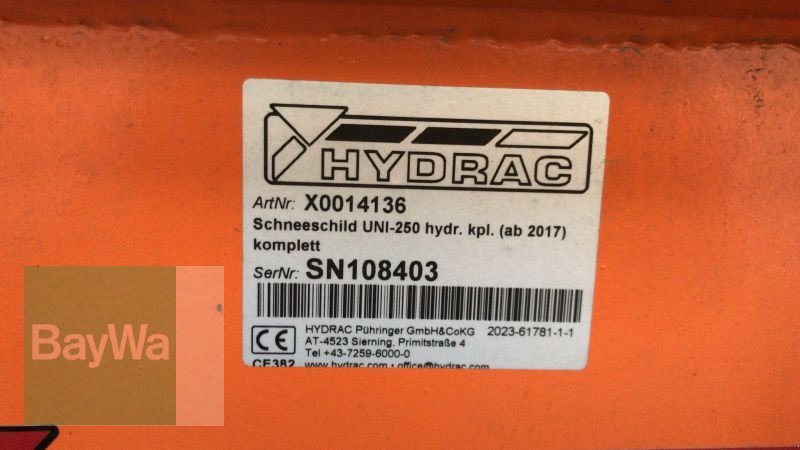 HYDRAC
ArtNr: X0014136
Schneeschild UNI-250 hydr. kpl. (ab 2017)
komplett
SerNr: SN108403
CE HYDRAC Pühringer GmbH&CoKG 2023-61781-1-1
AT-4523 Sierning, Primitstraße 4
Tel +43-7259-6000-0
CE382 www.hydrac.com • office@hydrac.com
BayWa